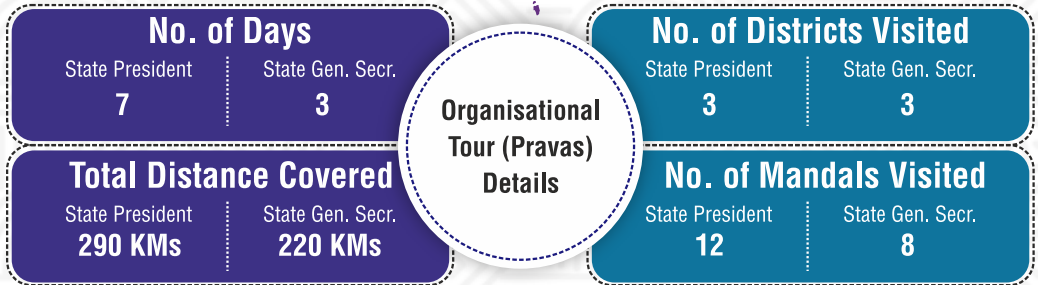 No. of Days
State President
State Gen. Secr.
7
3
Total Distance Covered
State President
State Gen. Secr.
290 KMs
220 KMs
Organisational
Tour (Pravas)
Details
No. of Districts Visited
State President
State Gen. Secr.
3
3
No. of Mandals Visited
State President
State Gen. Secr.
12
8